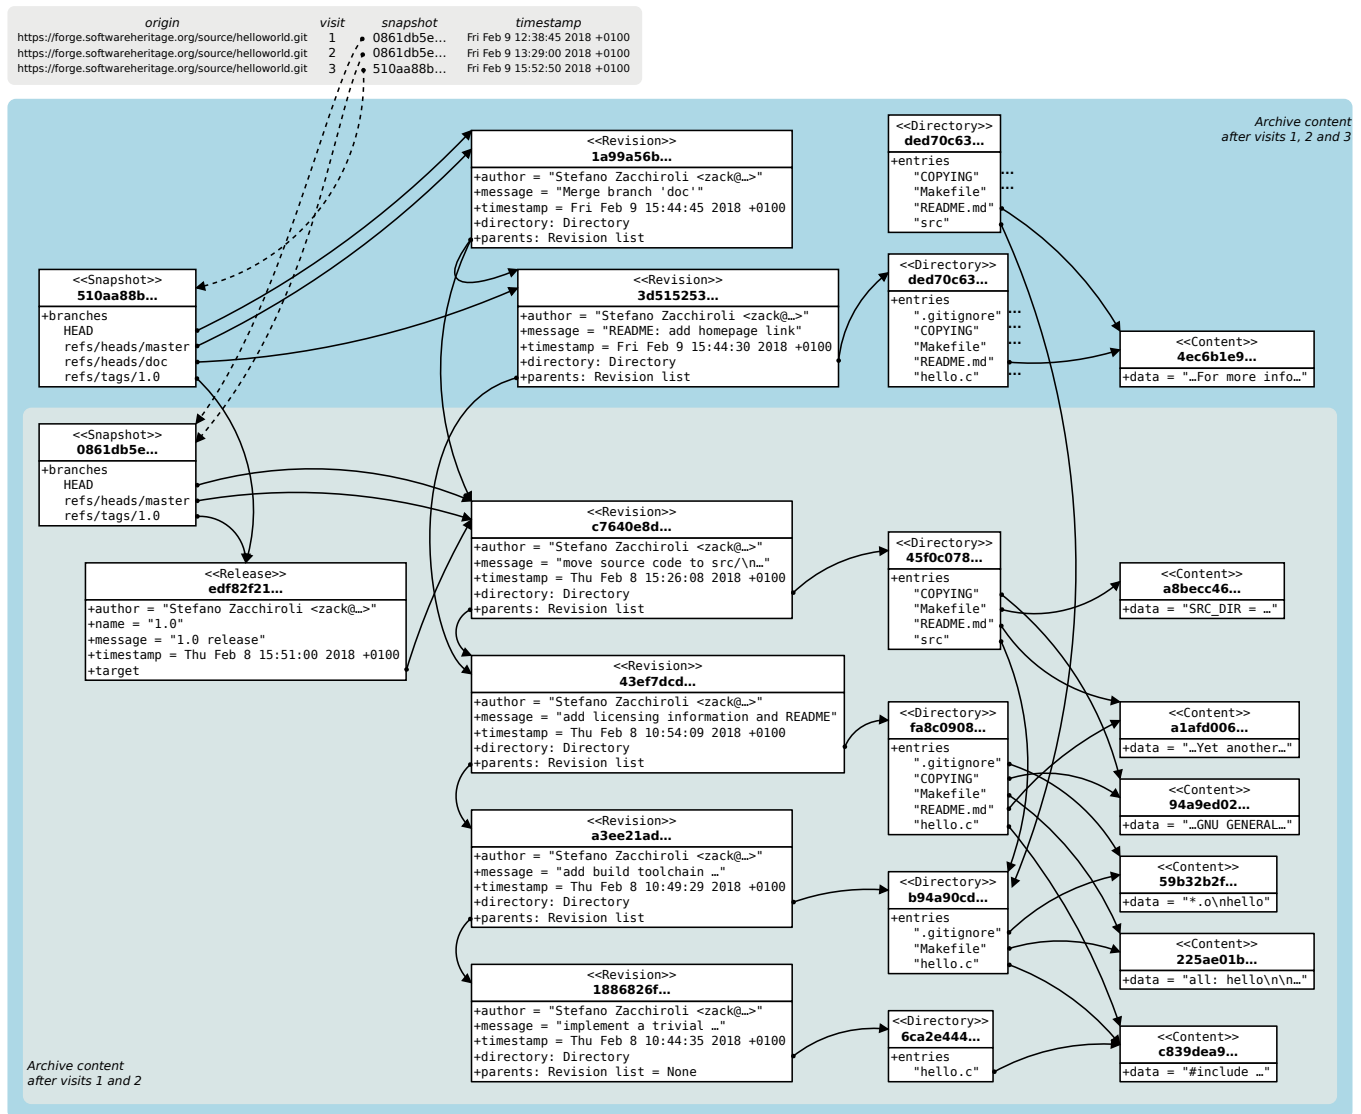 origin visit snapshot timestamp
https://forge.softwareheritage.org/source/helloworld.git 1 0861db5e… Fri Feb 9 12:38:45 2018 +0100
https://forge.softwareheritage.org/source/helloworld.git 2 0861db5e… Fri Feb 9 13:29:00 2018 +0100
https://forge.softwareheritage.org/source/helloworld.git 3 510aa88b… Fri Feb 9 15:52:50 2018 +0100
Archive content
after visits 1, 2 and 3
<<Revision>>
1a99a56b…
+author = "Stefano Zacchiroli <zack@…>"
+message = "Merge branch 'doc'"
+timestamp = Fri Feb 9 15:44:45 2018 +0100
+directory: Directory
+parents: Revision list
<<Directory>>
ded70c63…
+entries
"COPYING" …
"Makefile" …
"README.md"
"src"
<<Snapshot>>
510aa88b…
+branches
HEAD
refs/heads/master
refs/heads/doc
refs/tags/1.0
<<Revision>>
3d515253…
+author = "Stefano Zacchiroli <zack@…>"
+message = "README: add homepage link"
+timestamp = Fri Feb 9 15:44:30 2018 +0100
+directory: Directory
+parents: Revision list
<<Directory>>
ded70c63…
+entries
".gitignore" …
"COPYING" …
"Makefile" …
"README.md"
"hello.c" …
<<Content>>
4ec6b1e9…
+data = "…For more info…"
<<Snapshot>>
0861db5e…
+branches
HEAD
refs/heads/master
refs/tags/1.0
<<Release>>
edf82f21…
+author = "Stefano Zacchiroli <zack@…>"
+name = "1.0"
+message = "1.0 release"
+timestamp = Thu Feb 8 15:51:00 2018 +0100
+target
<<Revision>>
c7640e8d…
+author = "Stefano Zacchiroli <zack@…>"
+message = "move source code to src/\n…"
+timestamp = Thu Feb 8 15:26:08 2018 +0100
+directory: Directory
+parents: Revision list
<<Directory>>
45f0c078…
+entries
"COPYING"
"Makefile"
"README.md"
"src"
<<Content>>
a8becc46…
+data = "SRC_DIR = …"
<<Revision>>
43ef7dcd…
+author = "Stefano Zacchiroli <zack@…>"
+message = "add licensing information and README"
+timestamp = Thu Feb 8 10:54:09 2018 +0100
+directory: Directory
+parents: Revision list
<<Directory>>
fa8c0908…
+entries
".gitignore"
"COPYING"
"Makefile"
"README.md"
"hello.c"
<<Content>>
a1afd006…
+data = "…Yet another…"
<<Content>>
94a9ed02…
+data = "…GNU GENERAL…"
<<Revision>>
a3ee21ad…
+author = "Stefano Zacchiroli <zack@…>"
+message = "add build toolchain …"
+timestamp = Thu Feb 8 10:49:29 2018 +0100
+directory: Directory
+parents: Revision list
<<Directory>>
b94a90cd…
+entries
".gitignore"
"Makefile"
"hello.c"
<<Content>>
59b32b2f…
+data = "*.o\nhello"
<<Content>>
225ae01b…
+data = "all: hello\n\n…"
<<Revision>>
1886826f…
+author = "Stefano Zacchiroli <zack@…>"
+message = "implement a trivial …"
+timestamp = Thu Feb 8 10:44:35 2018 +0100
+directory: Directory
+parents: Revision list = None
<<Directory>>
6ca2e444…
+entries
"hello.c"
<<Content>>
c839dea9…
+data = "#include …"
Archive content
after visits 1 and 2